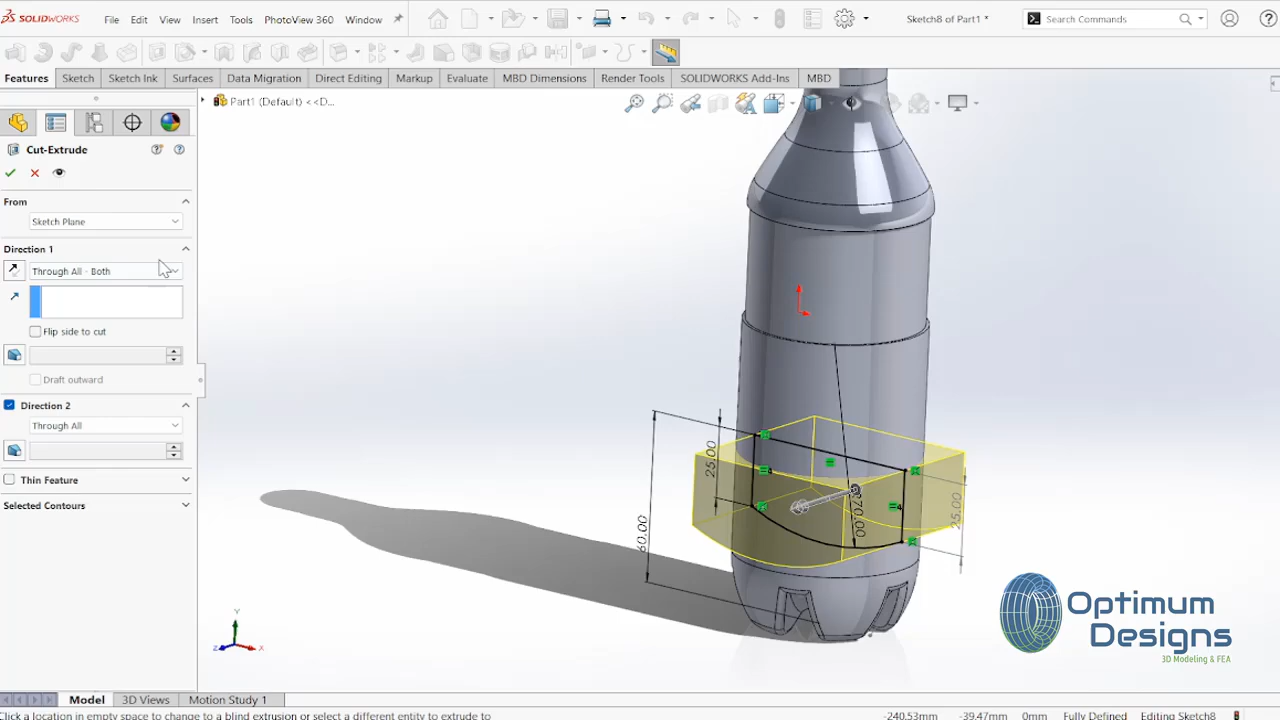 SOLIDWORKS File Edit View Insert Tools PhotoView 360 Window Sketch8 of Part1 * Search Commands
Features Sketch Sketch Ink Surfaces Data Migration Direct Editing Markup Evaluate MBD Dimensions Render Tools SOLIDWORKS Add-Ins MBD
Part1 (Default) <<D...
Cut-Extrude
From
Sketch Plane
Direction 1
Through All - Both
Flip side to cut
Draft outward
Direction 2
Through All
Thin Feature
Selected Contours
25.00
60.00
R70.00
25.00
Y
Z
X
Optimum
Designs
3D Modeling & FEA
Model 3D Views Motion Study 1
Click a location in empty space to change to a blind extrusion or select a different entity to extrude to -240.53mm -39.47mm 0mm Fully Defined Editing Sketch8